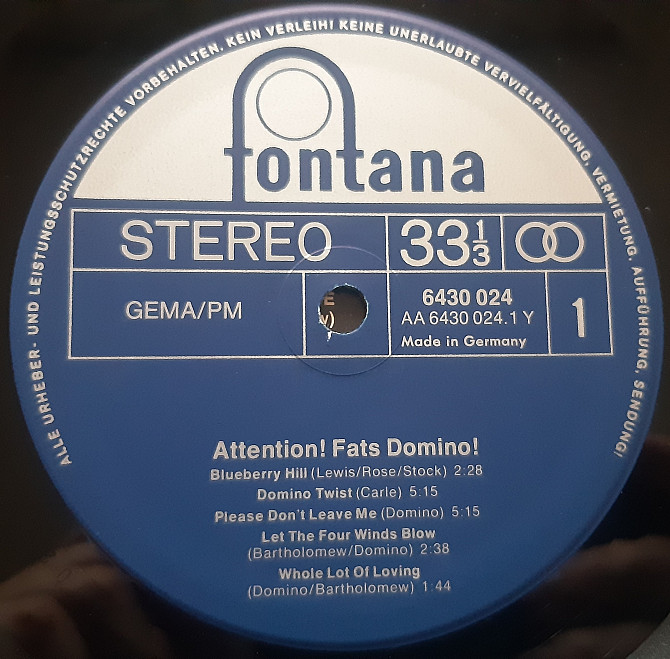 ALLE URHEBER- UND LEISTUNGSSCHUTZRECHTE VORBEHALTEN. KEIN VERLEIH! KEINE UNERLAUBTE VERVIELFÄLTIGUNG, VERMIETUNG, AUFFÜHRUNG, SENDUNG!
fontana
STEREO
33 1/3
GEMA/PM
6430 024
AA 6430 024.1 Y
Made in Germany
1
Attention! Fats Domino!
Blueberry Hill (Lewis/Rose/Stock) 2:28
Domino Twist (Carle) 5:15
Please Don't Leave Me (Domino) 5:15
Let The Four Winds Blow
(Bartholomew/Domino) 2:38
Whole Lot Of Loving
(Domino/Bartholomew) 1:44